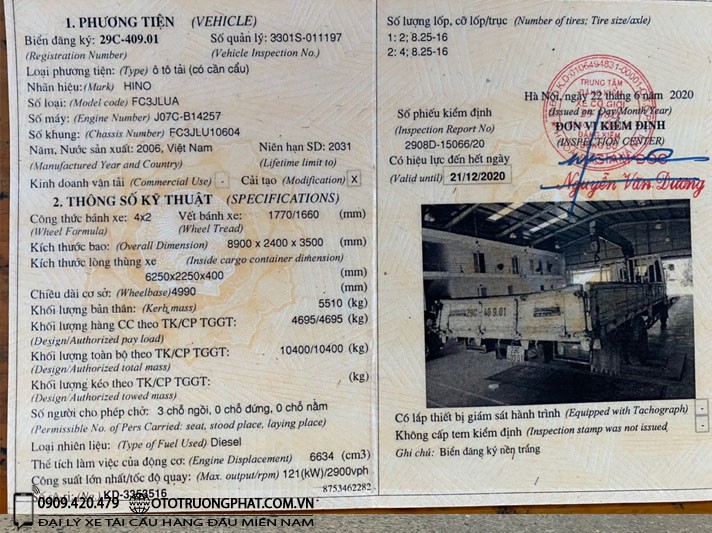 1. PHƯƠNG TIỆN (VEHICLE)
Biển đăng ký: 29C-409.01 Số quản lý: 3301S-011197
(Registration Number) (Vehicle Inspection No.)
Loại phương tiện: (Type) ô tô tải (có cần cẩu)
Nhãn hiệu: (Mark) HINO
Số loại: (Model code) FC3JLUA
Số máy: (Engine Number) J07C-B14257
Số khung: (Chassis Number) FC3JLU10604
Năm, Nước sản xuất: 2006, Việt Nam Niên hạn SD: 2031
(Manufactured Year and Country) (Lifetime limit to)
Kinh doanh vận tải (Commercial Use) - Cải tạo (Modification) X
2. THÔNG SỐ KỸ THUẬT (SPECIFICATIONS)
Công thức bánh xe: 4x2 Vết bánh xe: 1770/1660 (mm)
(Wheel Formula) (Wheel Tread)
Kích thước bao: (Overall Dimension) 8900 x 2400 x 3500 (mm)
Kích thước lòng thùng xe (Inside cargo container dimension)
6250x2250x400 (mm)
Chiều dài cơ sở: (Wheelbase) 4990 (mm)
Khối lượng bản thân: (Kerb mass) 5510 (kg)
Khối lượng hàng CC theo TK/CP TGGT: 4695/4695 (kg)
(Design/Authorized pay load)
Khối lượng toàn bộ theo TK/CP TGGT: 10400/10400 (kg)
(Design/Authorized total mass)
Khối lượng kéo theo TK/CP TGGT: (kg)
(Design/Authorized towed mass)
Số người cho phép chở: 3 chỗ ngồi, 0 chỗ đứng, 0 chỗ nằm
(Permissible No. of Pers Carried: seat, stood place, laying place)
Loại nhiên liệu: (Type of Fuel Used) Diesel
Thể tích làm việc của động cơ: (Engine Displacement) 6634 (cm3)
Công suất lớn nhất/tốc độ quay: (Max. output/rpm) 121(kW)/2900vph
8753462282
(No.) KD-3353516
Số lượng lốp, cỡ lốp/trục (Number of tires; Tire size/axle)
1: 2; 8.25-16
2: 4; 8.25-16
Hà Nội, ngày 22 tháng 6 năm 2020
(Issued on: Day/Month/Year)
Số phiếu kiểm định ĐƠN VỊ KIỂM ĐỊNH
(Inspection Report No) (INSPECTION CENTER)
2908D-15066/20
TRUNG TÂM
ĐĂNG KIỂM
XE CƠ GIỚI
Có hiệu lực đến hết ngày
(Valid until) 21/12/2020
Nguyễn Văn Dương
29C-409.01
Có lắp thiết bị giám sát hành trình (Equipped with Tachograph) -
Không cấp tem kiểm định (Inspection stamp was not issued) -
Ghi chú: Biển đăng ký nền trắng
0909.420.479 OTOTRUONGPHAT.COM.VN
ĐẠI LÝ XE TẢI CẨU HÀNG ĐẦU MIỀN NAM